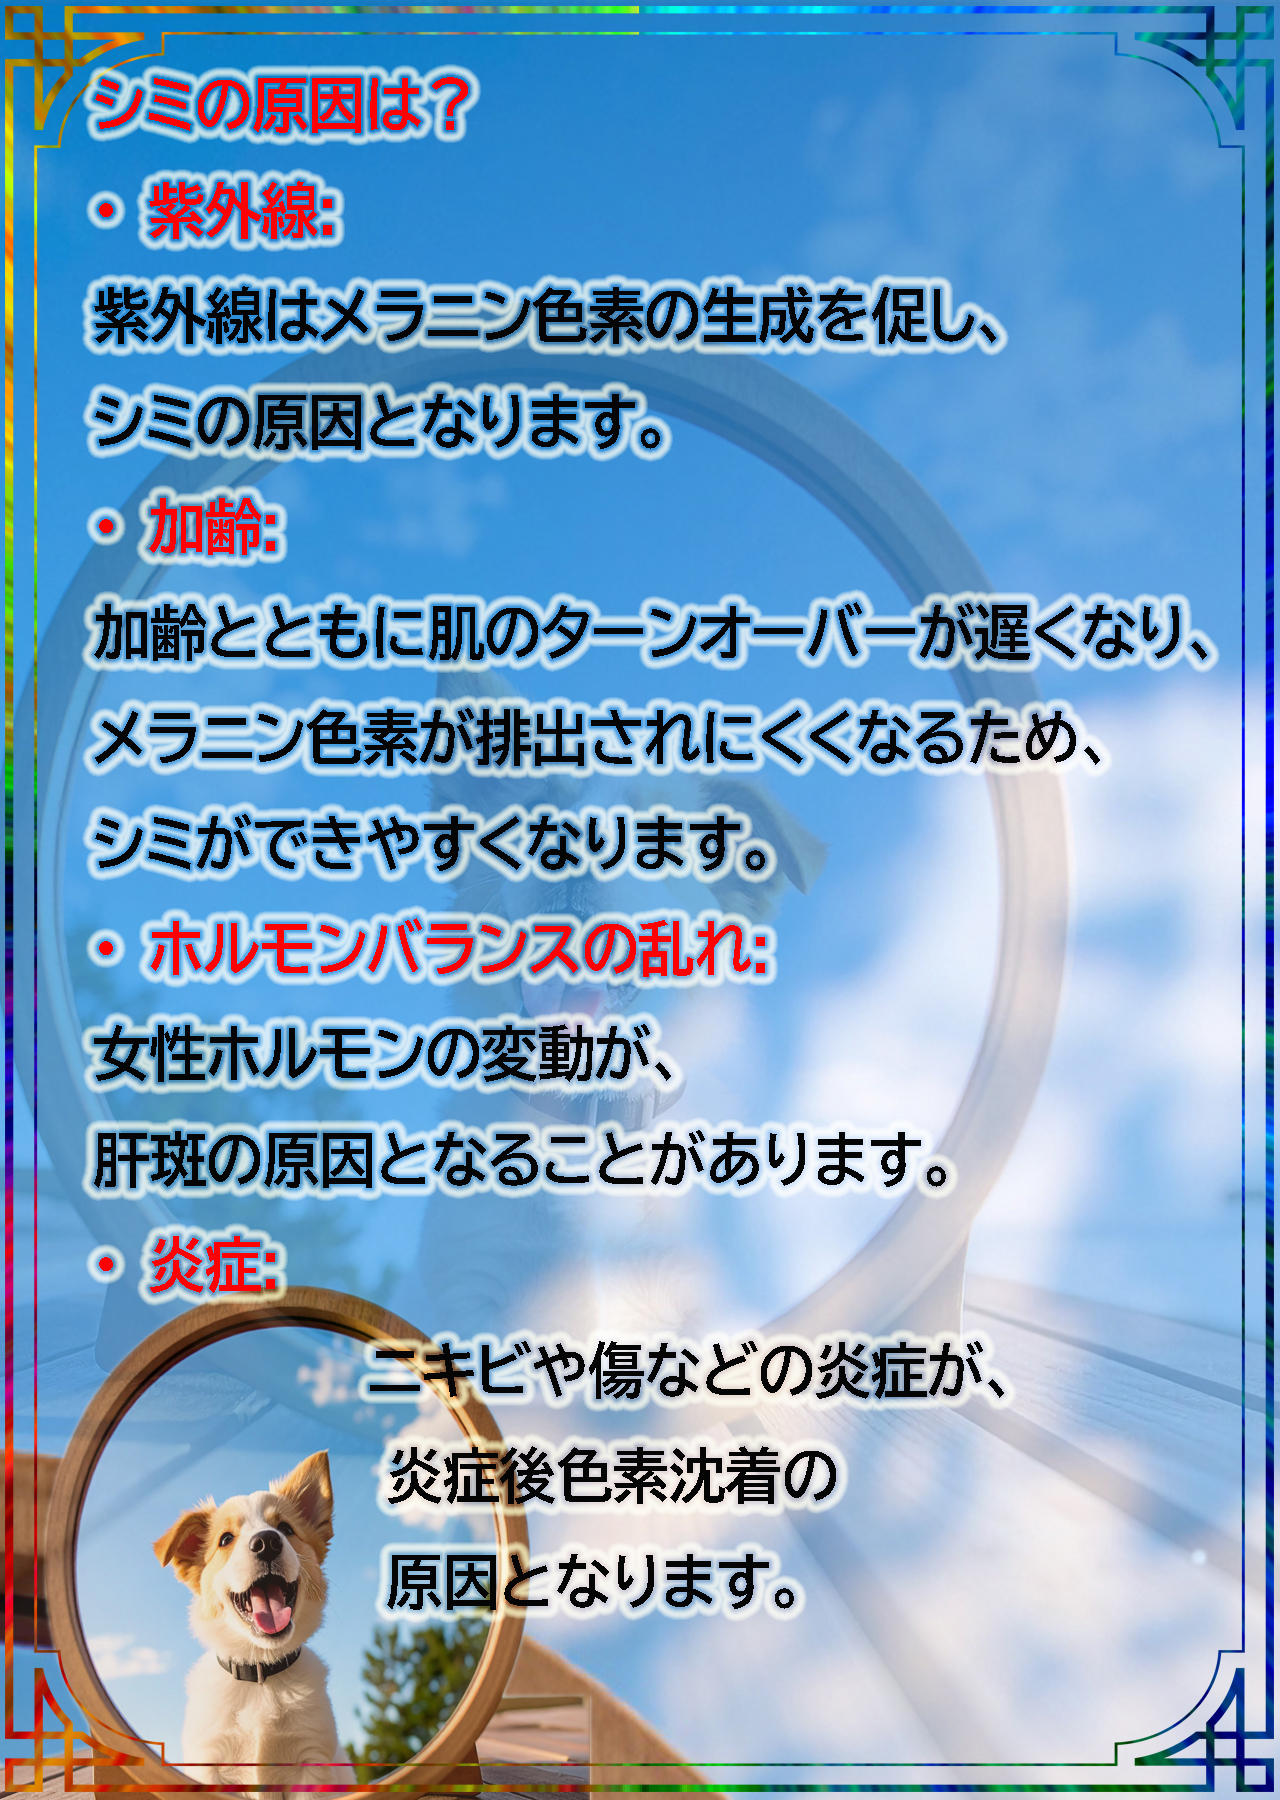 シミの原因は？
• 紫外線:
紫外線はメラニン色素の生成を促し、
シミの原因となります。
• 加齢:
加齢とともに肌のターンオーバーが遅くなり、
メラニン色素が排出されにくくなるため、
シミができやすくなります。
• ホルモンバランスの乱れ:
女性ホルモンの変動が、
肝斑の原因となることがあります。
• 炎症:
ニキビや傷などの炎症が、
炎症後色素沈着の
原因となります。